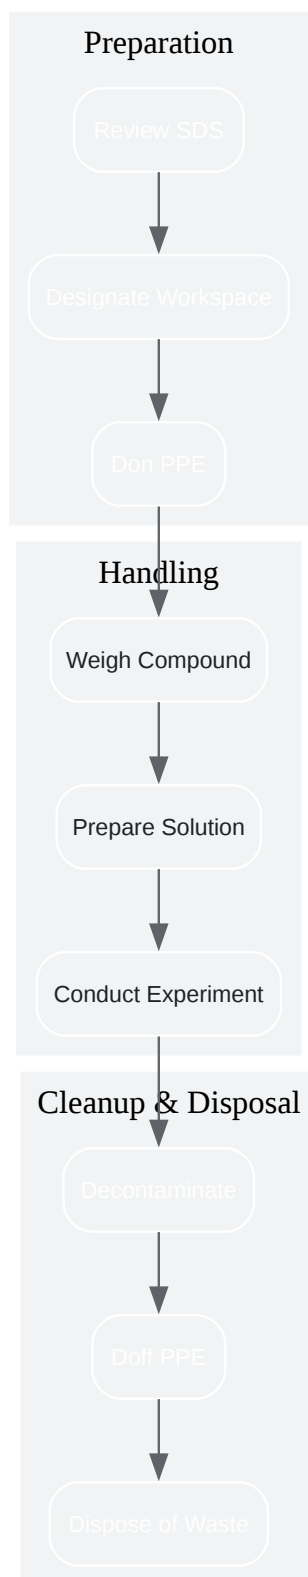 Preparation
Review SDS
Designate Workspace
Don PPE
Handling
Weigh Compound
Prepare Solution
Conduct Experiment
Cleanup & Disposal
Decontaminate
Doff PPE
Dispose of Waste